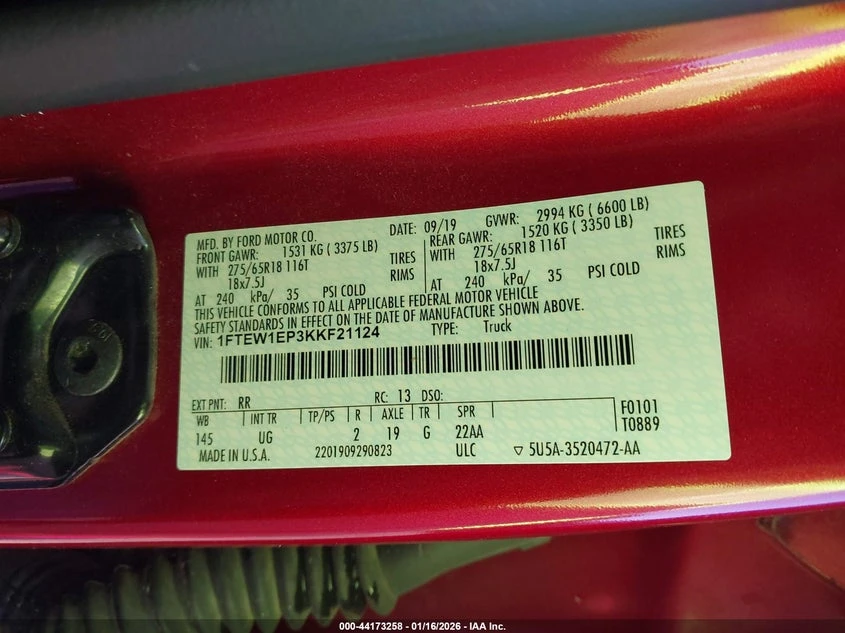 MFD. BY FORD MOTOR CO. DATE: 09/19 GVWR: 2994 KG ( 6600 LB)
FRONT GAWR: 1531 KG ( 3375 LB) REAR GAWR: 1520 KG ( 3350 LB)
WITH 275/65R18 116T TIRES WITH 275/65R18 116T TIRES
18x7.5J RIMS 18x7.5J RIMS
AT 240 kPa/ 35 PSI COLD AT 240 kPa/ 35 PSI COLD
THIS VEHICLE CONFORMS TO ALL APPLICABLE FEDERAL MOTOR VEHICLE
SAFETY STANDARDS IN EFFECT ON THE DATE OF MANUFACTURE SHOWN ABOVE.
VIN: 1FTEW1EP3KKF21124 TYPE: Truck
EXT PNT: RR RC: 13 DSO:
WB INT TR TP/PS R AXLE TR SPR F0101
145 UG 2 19 G 22AA T0889
MADE IN U.S.A. 2201909290823 ULC ▽ 5U5A-3520472-AA
000-44173258 - 01/16/2026 - IAA Inc.